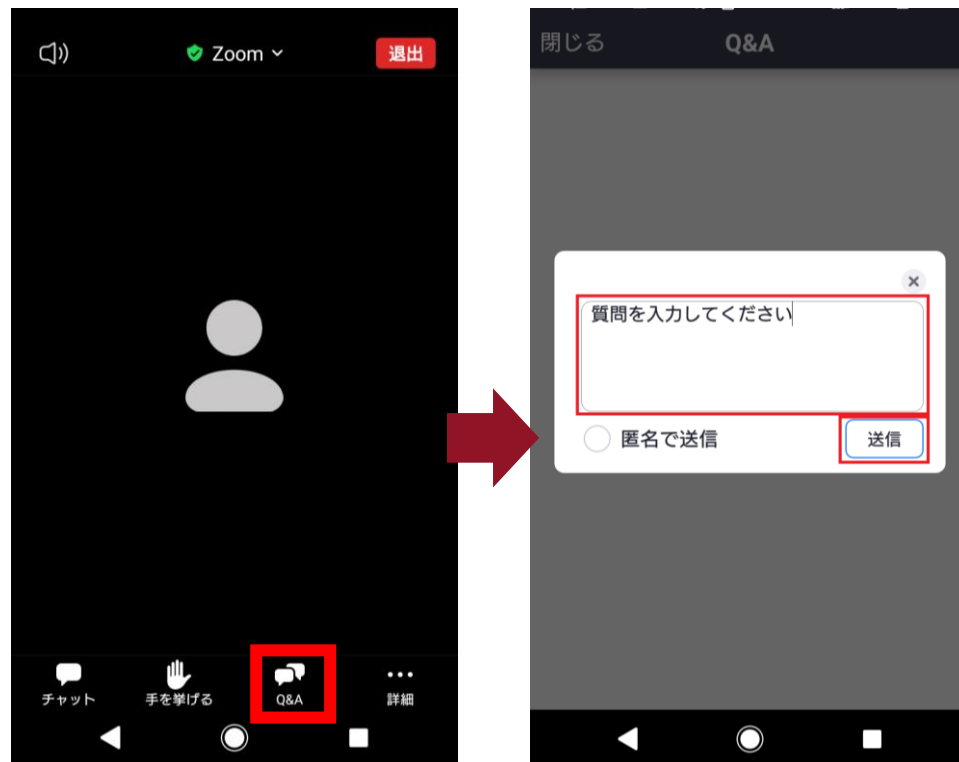 Zoom
退出
チャット
手を挙げる
Q&A
詳細
閉じる
Q&A
質問を入力してください
匿名で送信
送信